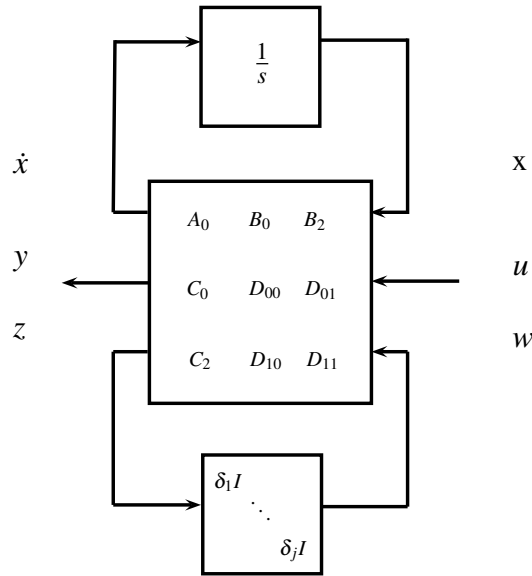 1/s
ẋ x
A₀ B₀ B₂
y u
C₀ D₀₀ D₀₁
z w
C₂ D₁₀ D₁₁
δ₁I
⋱
δⱼI